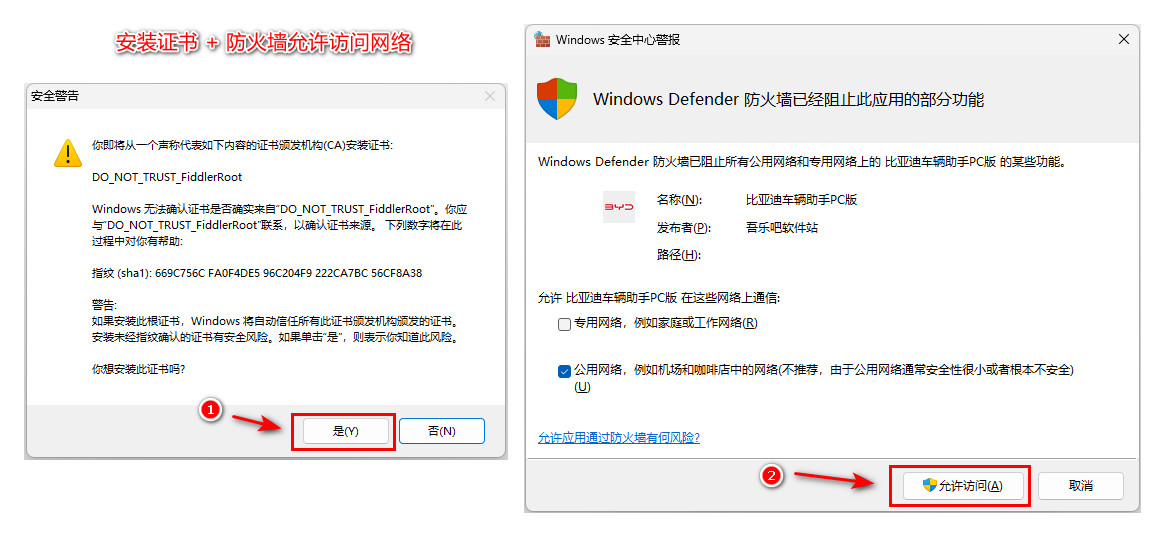 安装证书 + 防火墙允许访问网络
安全警告
你即将从一个声称代表如下内容的证书颁发机构(CA)安装证书:
DO_NOT_TRUST_FiddlerRoot
Windows 无法确认证书是否确实来自“DO_NOT_TRUST_FiddlerRoot”。你应
与“DO_NOT_TRUST_FiddlerRoot”联系，以确认证书来源。 下列数字将在此
过程中对你有帮助:
指纹 (sha1): 669C756C FA0F4DE5 96C204F9 222CA7BC 56CF8A38
警告:
如果安装此根证书，Windows 将自动信任所有此证书颁发机构颁发的证书。
安装未经指纹确认的证书有安全风险。如果单击“是”，则表示你知道此风险。
你想安装此证书吗?
1
是(Y)
否(N)
Windows 安全中心警报
Windows Defender 防火墙已经阻止此应用的部分功能
Windows Defender 防火墙已阻止所有公用网络和专用网络上的 比亚迪车辆助手PC版 的某些功能。
BYD
名称(N): 比亚迪车辆助手PC版
发布者(P): 吾乐吧软件站
路径(H):
允许 比亚迪车辆助手PC版 在这些网络上通信:
专用网络，例如家庭或工作网络(R)
公用网络，例如机场和咖啡店中的网络(不推荐，由于公用网络通常安全性很小或者根本不安全)
(U)
允许应用通过防火墙有何风险?
2
允许访问(A)
取消